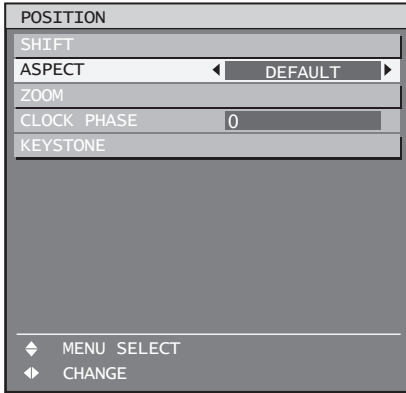 POSITION
SHIFT
ASPECT DEFAULT
ZOOM
CLOCK PHASE 0
KEYSTONE
MENU SELECT
CHANGE